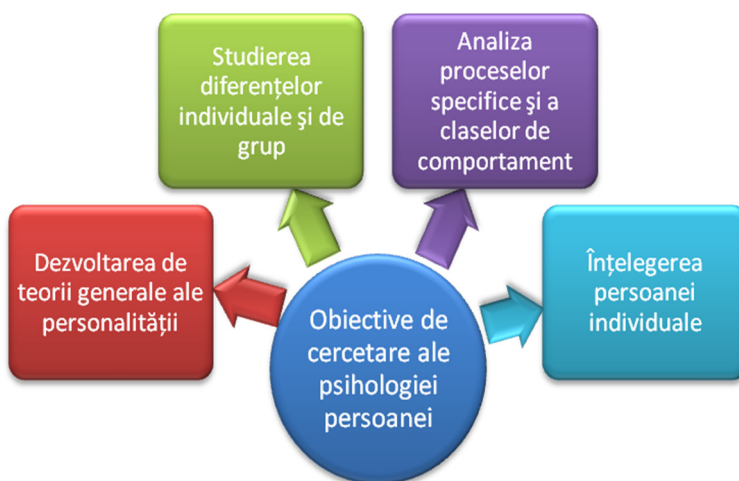 Studierea
diferențelor
individuale şi de
grup
Analiza
proceselor
specifice şi a
claselor de
comportament
Dezvoltarea de
teorii generale ale
personalității
Înțelegerea
persoanei
individuale
Obiective de
cercetare ale
psihologiei
persoanei